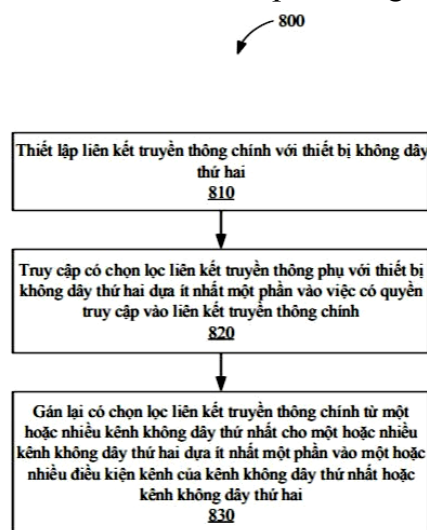 800
Thiết lập liên kết truyền thông chính với thiết bị không dây
thứ hai
810
Truy cập có chọn lọc liên kết truyền thông phụ với thiết bị
không dây thứ hai dựa ít nhất một phần vào việc có quyền
truy cập vào liên kết truyền thông chính
820
Gán lại có chọn lọc liên kết truyền thông chính từ một
hoặc nhiều kênh không dây thứ nhất cho một hoặc nhiều
kênh không dây thứ hai dựa ít nhất một phần vào một hoặc
nhiều điều kiện kênh của kênh không dây thứ nhất hoặc
kênh không dây thứ hai
830